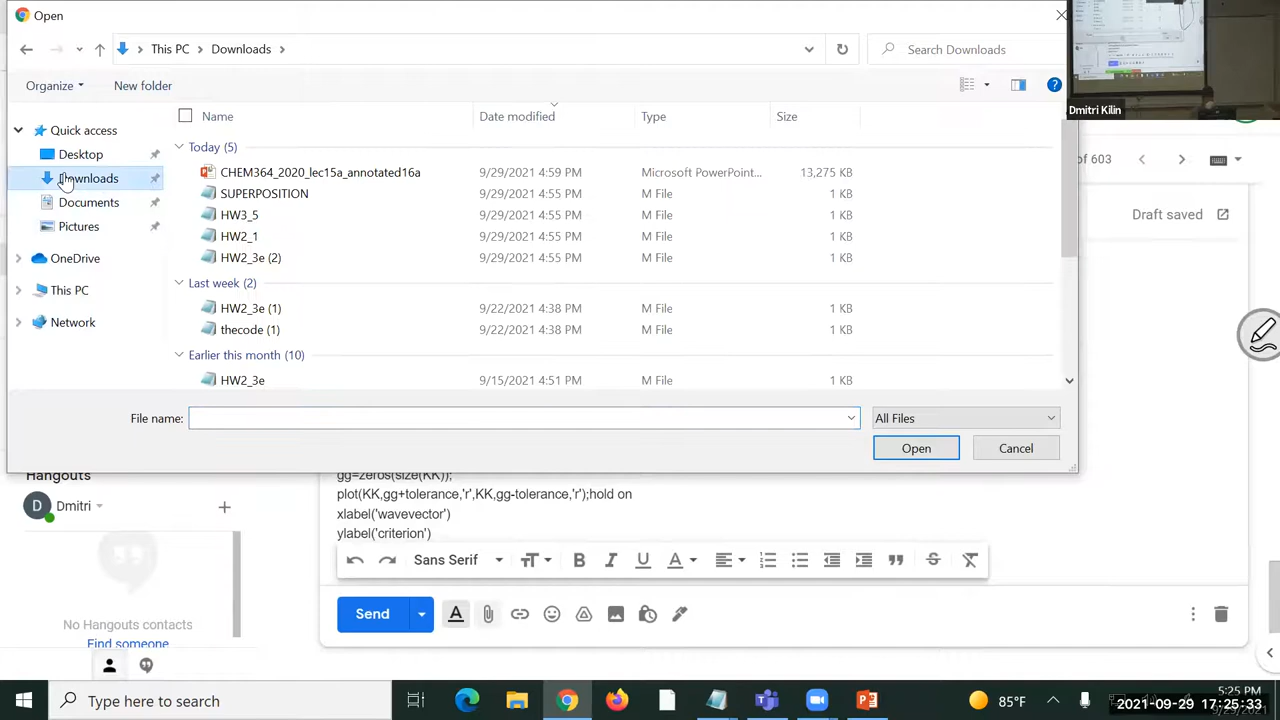 Open
This PC > Downloads >
Search Downloads
Organize
New folder
Dmitri Kilin
Name
Date modified
Type
Size
Quick access
Desktop
Downloads
Documents
Pictures
OneDrive
This PC
Network
Today (5)
CHEM364_2020_lec15a_annotated16a 9/29/2021 4:59 PM Microsoft PowerPoint... 13,275 KB
SUPERPOSITION 9/29/2021 4:55 PM M File 1 KB
HW3_5 9/29/2021 4:55 PM M File 1 KB
HW2_1 9/29/2021 4:55 PM M File 1 KB
HW2_3e (2) 9/29/2021 4:55 PM M File 1 KB
Last week (2)
HW2_3e (1) 9/22/2021 4:38 PM M File 1 KB
thecode (1) 9/22/2021 4:38 PM M File 1 KB
Earlier this month (10)
HW2_3e 9/15/2021 4:51 PM M File 1 KB
File name:
All Files
Open
Cancel
of 603
Draft saved
Hangouts
Dmitri
No Hangouts contacts
Find someone
gg=zeros(size(KK));
plot(KK,gg+tolerance,'r',KK,gg-tolerance,'r');hold on
xlabel('wavevector')
ylabel('criterion')
Sans Serif
Send
Type here to search
85°F
5:25 PM
2021-09-29 17:25:33